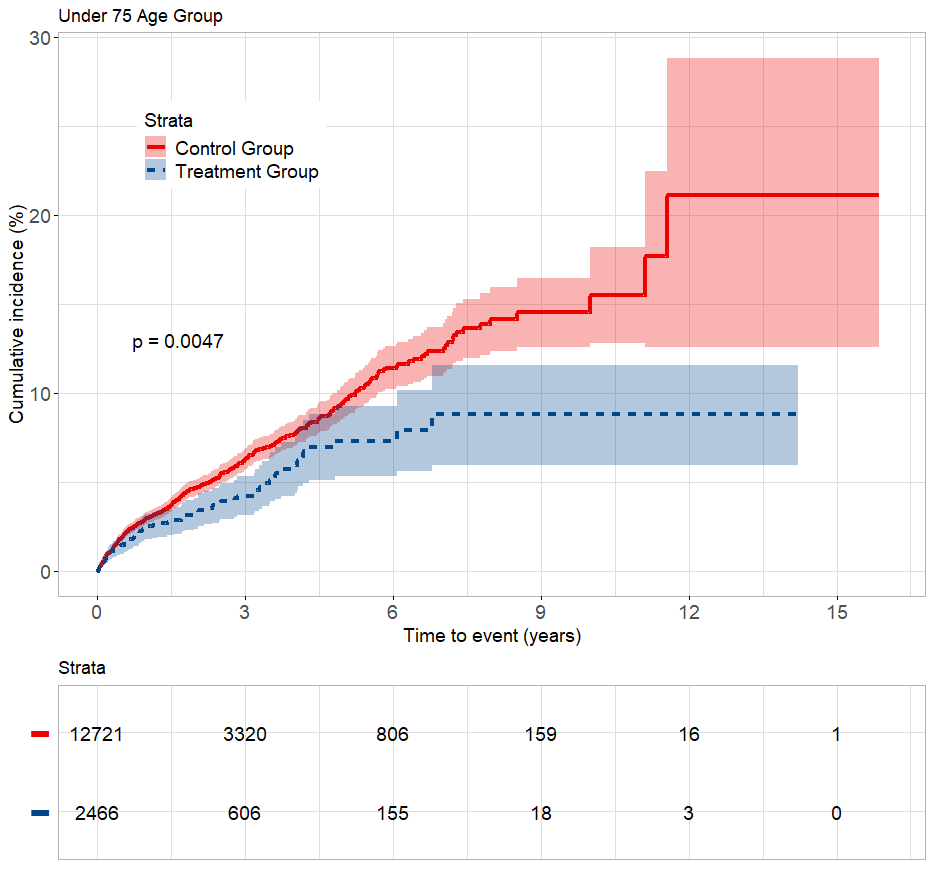 Under 75 Age Group
30
20
10
0
Cumulative incidence (%)
Strata
Control Group
Treatment Group
p = 0.0047
0 3 6 9 12 15
Time to event (years)
Strata
12721 3320 806 159 16 1
2466 606 155 18 3 0